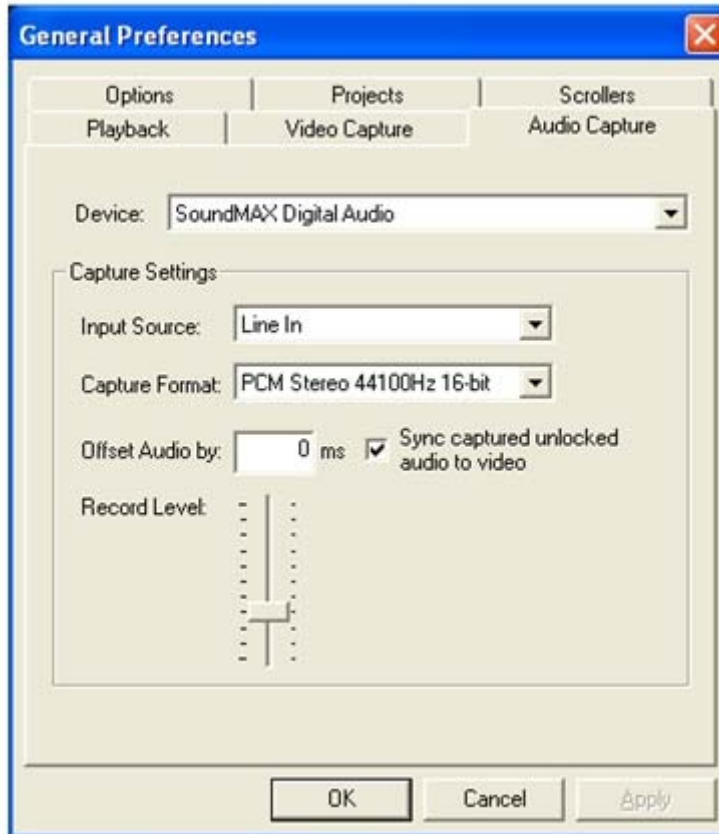 General Preferences
Options Projects Scrollers
Playback Video Capture Audio Capture
Device: SoundMAX Digital Audio
Capture Settings
Input Source: Line In
Capture Format: PCM Stereo 44100Hz 16-bit
Offset Audio by: 0 ms Sync captured unlocked
audio to video
Record Level:
OK Cancel Apply